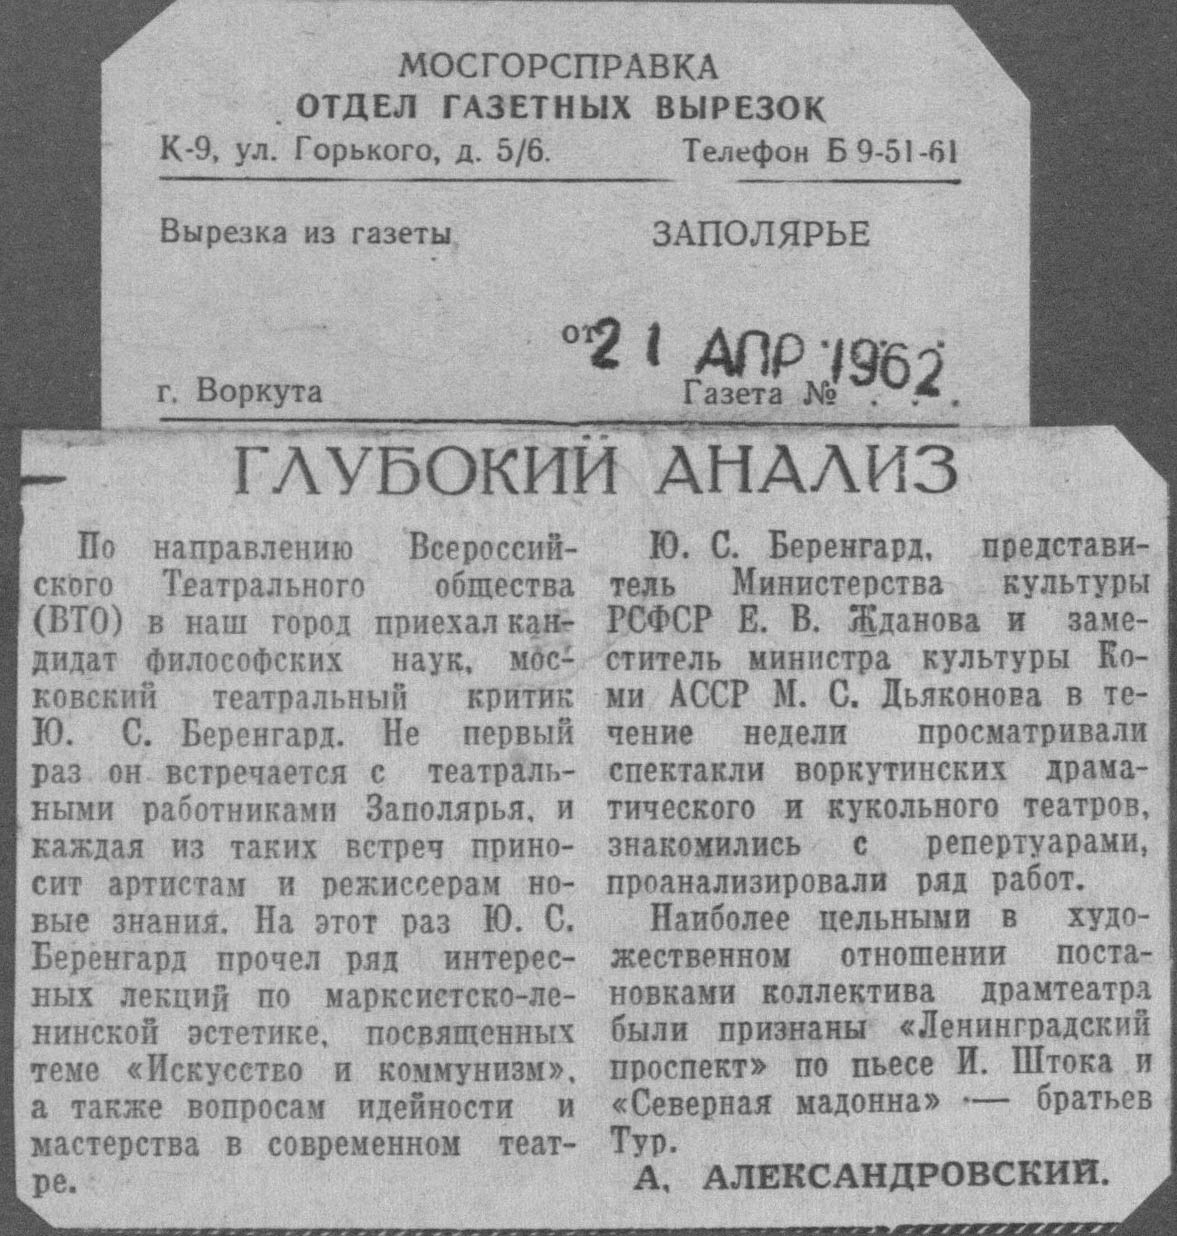 МОСГОРСПРАВКА
ОТДЕЛ ГАЗЕТНЫХ ВЫРЕЗОК
К-9, ул. Горького, д. 5/6. Телефон Б 9-51-61
Вырезка из газеты ЗАПОЛЯРЬЕ
от 21 АПР 1962
г. Воркута Газета № . . .
ГЛУБОКИЙ АНАЛИЗ
По направлению Всероссий-
ского Театрального общества
(ВТО) в наш город приехал кан-
дидат философских наук, мос-
ковский театральный критик
Ю. С. Беренгард. Не первый
раз он встречается с театраль-
ными работниками Заполярья, и
каждая из таких встреч прино-
сит артистам и режиссерам но-
вые знания. На этот раз Ю. С.
Беренгард прочел ряд интерес-
ных лекций по марксистско-ле-
нинской эстетике, посвященных
теме «Искусство и коммунизм»,
а также вопросам идейности и
мастерства в современном теат-
ре.
Ю. С. Беренгард, представи-
тель Министерства культуры
РСФСР Е. В. Жданова и заме-
ститель министра культуры Ко-
ми АССР М. С. Дьяконова в те-
чение недели просматривали
спектакли воркутинских драма-
тического и кукольного театров,
знакомились с репертуарами,
проанализировали ряд работ.
Наиболее цельными в худо-
жественном отношении поста-
новками коллектива драмтеатра
были признаны «Ленинградский
проспект» по пьесе И. Штока и
«Северная мадонна» — братьев
Тур.
А. АЛЕКСАНДРОВСКИЙ.